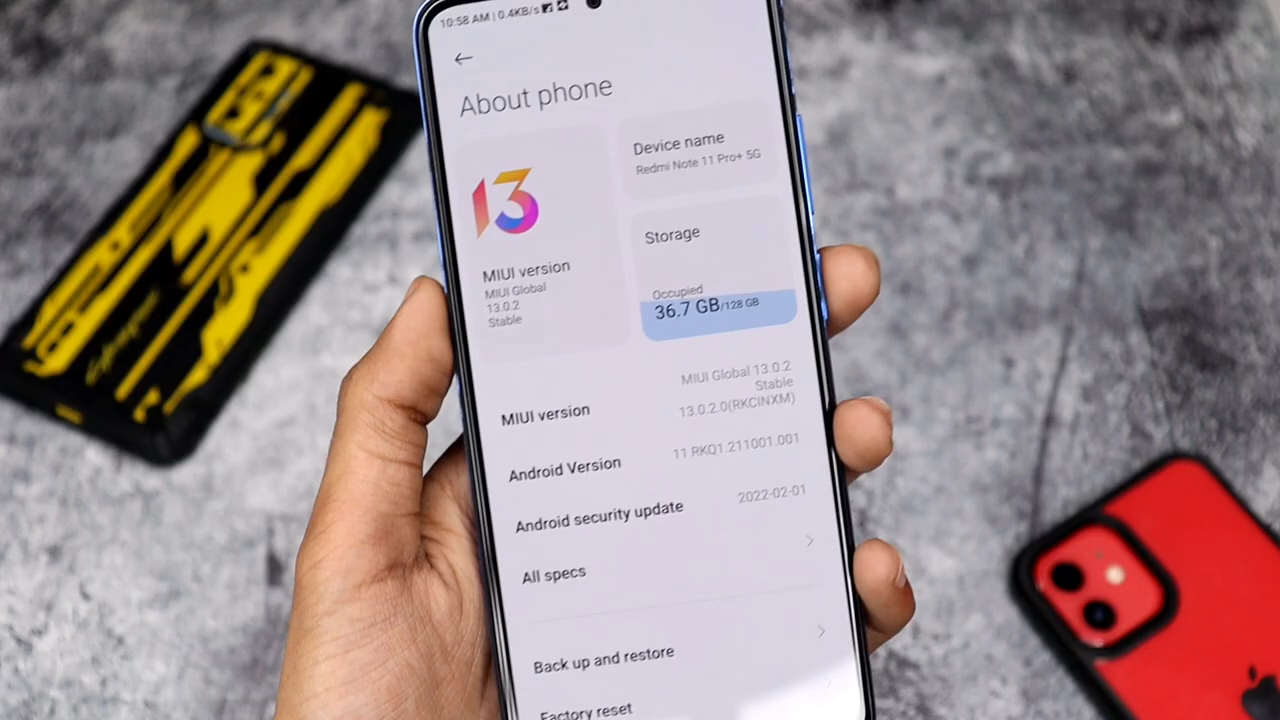 10:58 AM | 0.4KB/s
About phone
13
Device name
Redmi Note 11 Pro+ 5G
MIUI version
MIUI Global
13.0.2
Stable
Storage
Occupied
36.7 GB/128 GB
MIUI version
MIUI Global 13.0.2
Stable
13.0.2.0(RKCINXM)
Android Version
11 RKQ1.211001.001
Android security update
2022-02-01
All specs
Back up and restore
Factory reset